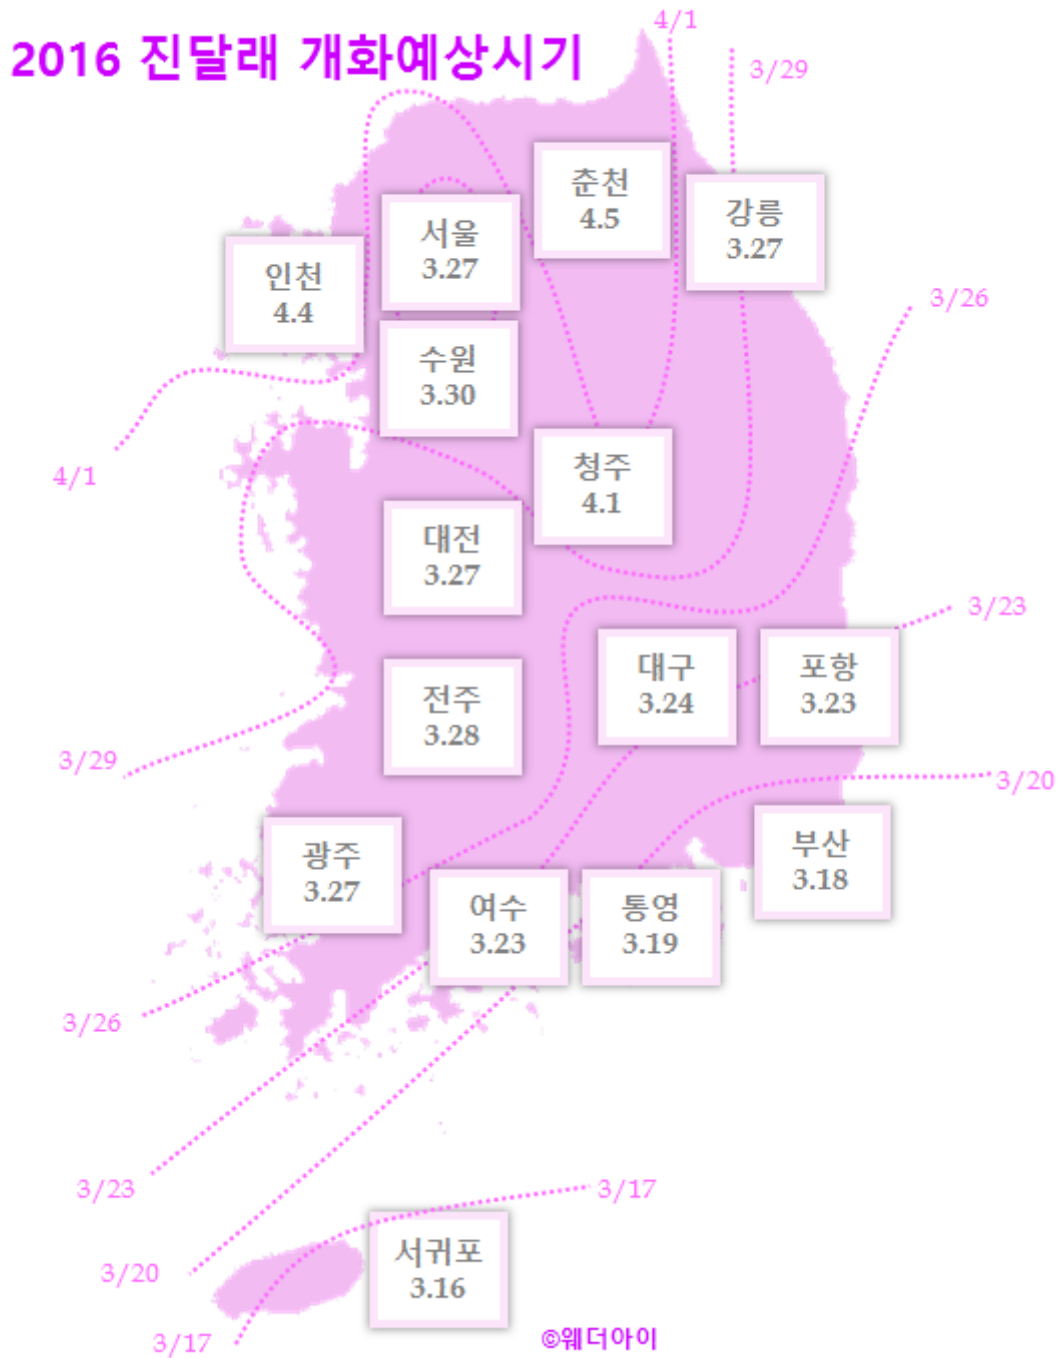 2016 진달래 개화예상시기
4/1
3/29
춘천
4.5
강릉
3.27
서울
3.27
인천
4.4
3/26
수원
3.30
4/1
청주
4.1
대전
3.27
3/23
대구
3.24
포항
3.23
전주
3.28
3/29
3/20
부산
3.18
광주
3.27
여수
3.23
통영
3.19
3/26
3/23
3/17
3/20
서귀포
3.16
3/17
©웨더아이